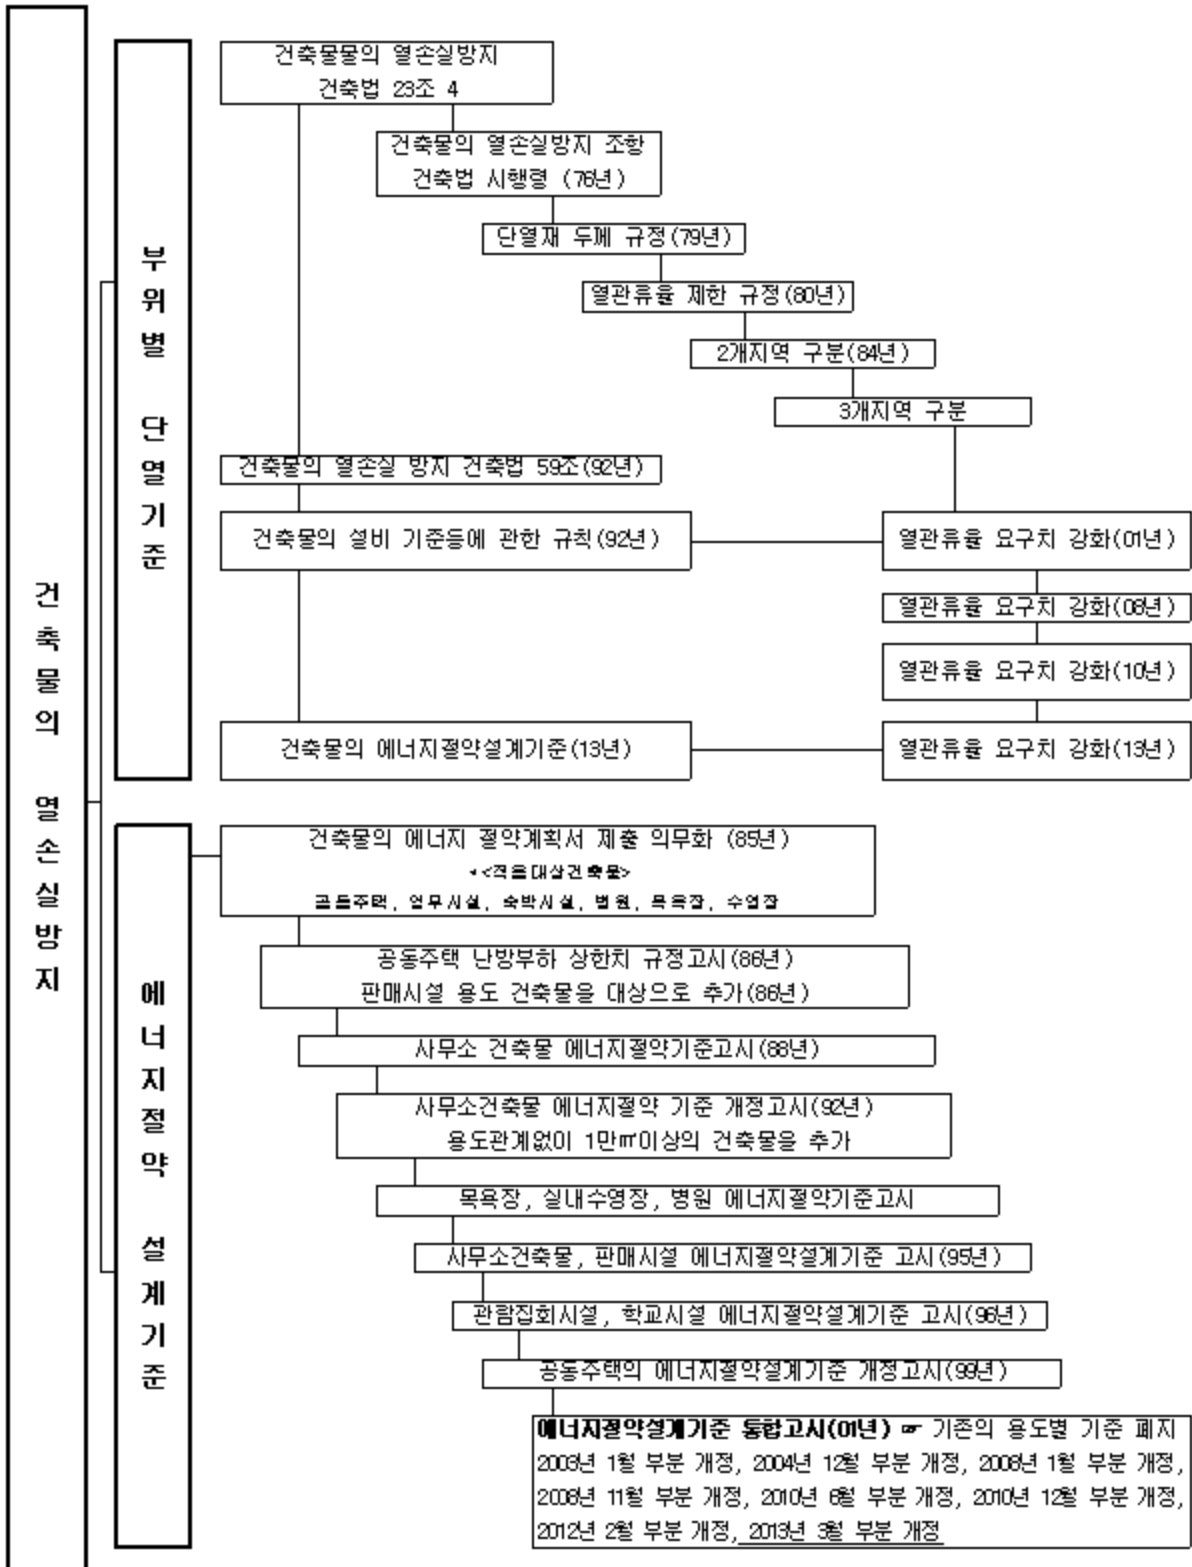 건축물의 열손실방지
부위별 단열기준
건축물물의 열손실방지
건축법 23조 4
건축물의 열손실방지 조항
건축법 시행령 (76년)
단열재 두께 규정(79년)
열관류율 제한 규정(80년)
2개지역 구분(84년)
3개지역 구분
건축물의 열손실 방지 건축법 59조(92년)
건축물의 설비 기준등에 관한 규칙(92년)
열관류율 요구치 강화(01년)
열관류율 요구치 강화(08년)
열관류율 요구치 강화(10년)
건축물의 에너지절약설계기준(13년)
열관류율 요구치 강화(13년)
에너지절약 설계기준
건축물의 에너지 절약계획서 제출 의무화 (85년)
*<적용대상건축물>
공동주택, 업무시설, 숙박시설, 병원, 목욕장, 수영장
공동주택 난방부하 상한치 규정고시(86년)
판매시설 용도 건축물을 대상으로 추가(86년)
사무소 건축물 에너지절약기준고시(88년)
사무소건축물 에너지절약 기준 개정고시(92년)
용도관계없이 1만㎡이상의 건축물을 추가
목욕장, 실내수영장, 병원 에너지절약기준고시
사무소건축물, 판매시설 에너지절약설계기준 고시(95년)
관람집회시설, 학교시설 에너지절약설계기준 고시(96년)
공동주택의 에너지절약설계기준 개정고시(99년)
에너지절약설계기준 통합고시(01년) ☞ 기존의 용도별 기준 폐지
2003년 1월 부분 개정, 2004년 12월 부분 개정, 2008년 1월 부분 개정,
2008년 11월 부분 개정, 2010년 6월 부분 개정, 2010년 12월 부분 개정,
2012년 2월 부분 개정, 2013년 3월 부분 개정